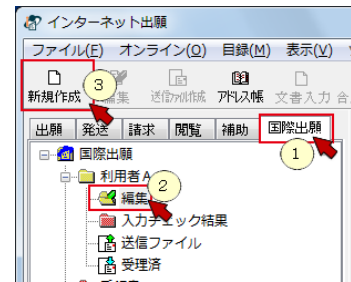 インターネット出願
ファイル(F) オンライン(O) 目録(M) 表示(V)
新規作成 集 送信ファイル作成 アドレス帳 文書入力 合
3
出願 発送 請求 閲覧 補助 国際出願
1
国際出願
利用者A
2
編集
入力チェック結果
送信ファイル
受理済